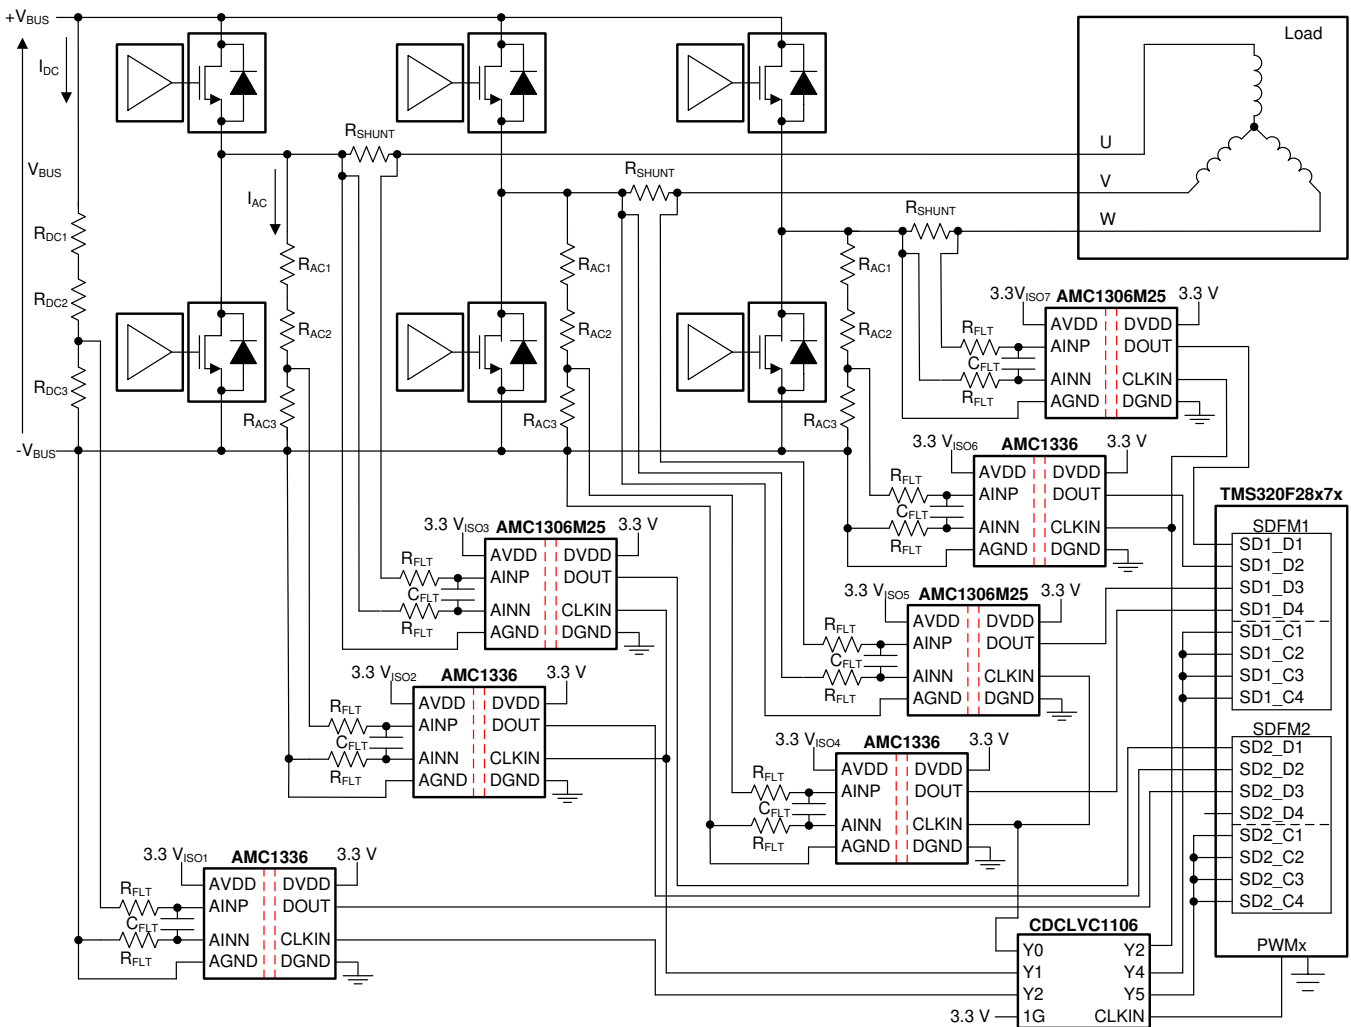 +VBUS
IDC
VBUS
RDC1
RDC2
RDC3
-VBUS
IAC
RSHUNT
RSHUNT
RSHUNT
RAC1
RAC2
RAC3
RAC1
RAC2
RAC3
RAC1
RAC2
RAC3
Load
U
V
W
3.3VISO7 AMC1306M25 3.3 V
RFLT
CFLT
RFLT
AVDD DVDD
AINP DOUT
AINN CLKIN
AGND DGND
3.3 VISO6 AMC1336 3.3 V
RFLT
CFLT
RFLT
AVDD DVDD
AINP DOUT
AINN CLKIN
AGND DGND
3.3 VISO3 AMC1306M25 3.3 V
RFLT
CFLT
RFLT
AVDD DVDD
AINP DOUT
AINN CLKIN
AGND DGND
3.3 VISO5 AMC1306M25 3.3 V
RFLT
CFLT
RFLT
AVDD DVDD
AINP DOUT
AINN CLKIN
AGND DGND
3.3 VISO2 AMC1336 3.3 V
RFLT
CFLT
RFLT
AVDD DVDD
AINP DOUT
AINN CLKIN
AGND DGND
3.3 VISO4 AMC1336 3.3 V
RFLT
CFLT
RFLT
AVDD DVDD
AINP DOUT
AINN CLKIN
AGND DGND
3.3 VISO1 AMC1336 3.3 V
RFLT
CFLT
RFLT
AVDD DVDD
AINP DOUT
AINN CLKIN
AGND DGND
TMS320F28x7x
SDFM1
SD1_D1
SD1_D2
SD1_D3
SD1_D4
SD1_C1
SD1_C2
SD1_C3
SD1_C4
SDFM2
SD2_D1
SD2_D2
SD2_D3
SD2_D4
SD2_C1
SD2_C2
SD2_C3
SD2_C4
PWMx
CDCLVC1106
Y0 Y2
Y1 Y4
Y2 Y5
3.3 V 1G CLKIN